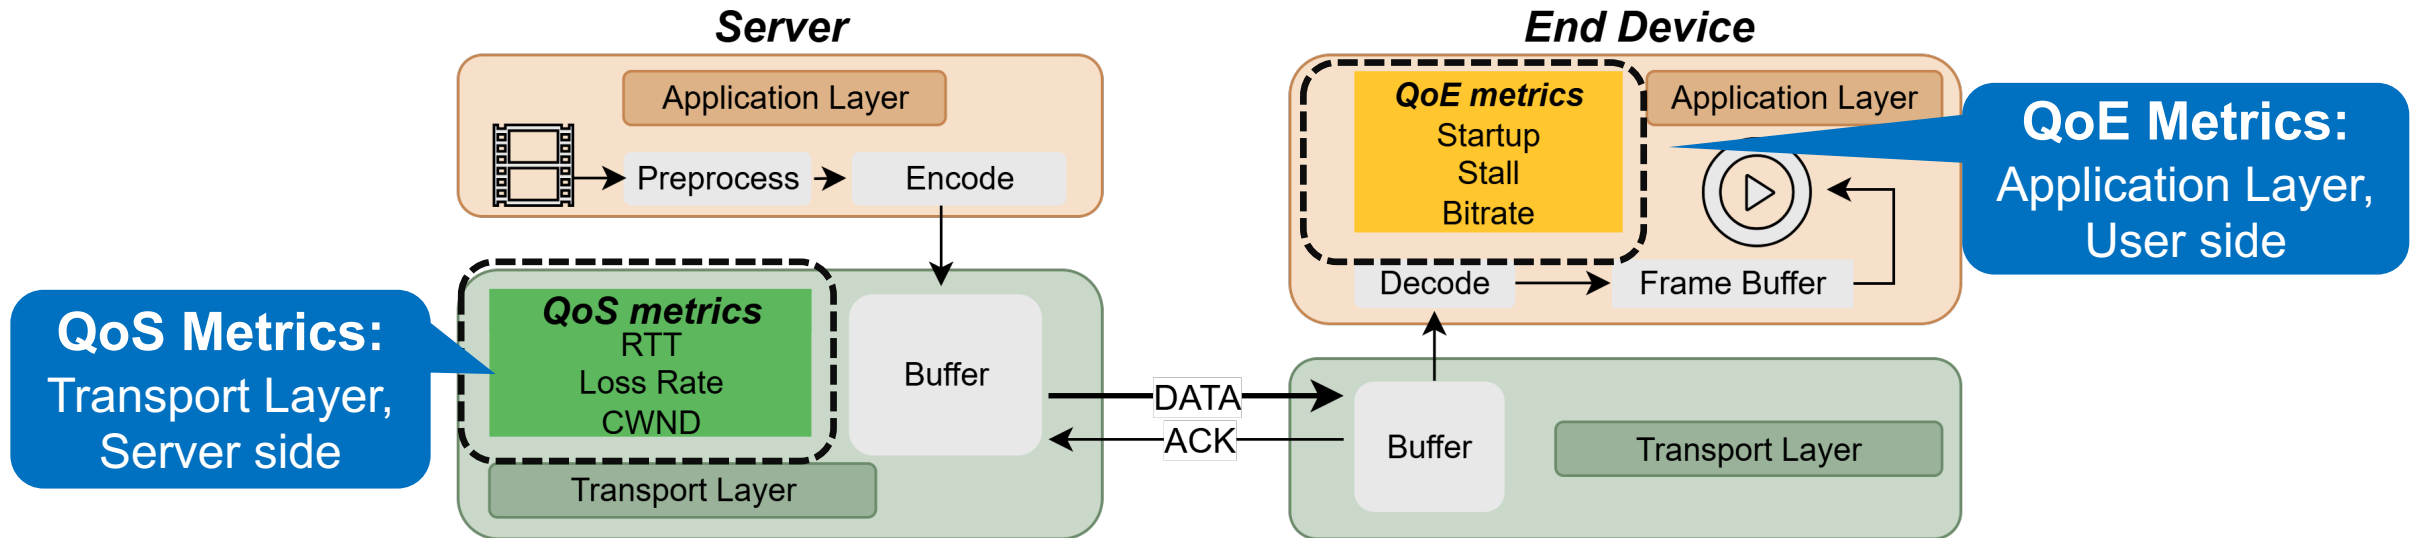 Server
End Device
Application Layer
Preprocess
Encode
QoS metrics
RTT
Loss Rate
CWND
Buffer
Transport Layer
QoS Metrics:
Transport Layer,
Server side
DATA
ACK
QoE metrics
Startup
Stall
Bitrate
Application Layer
Decode
Frame Buffer
Buffer
Transport Layer
QoE Metrics:
Application Layer,
User side